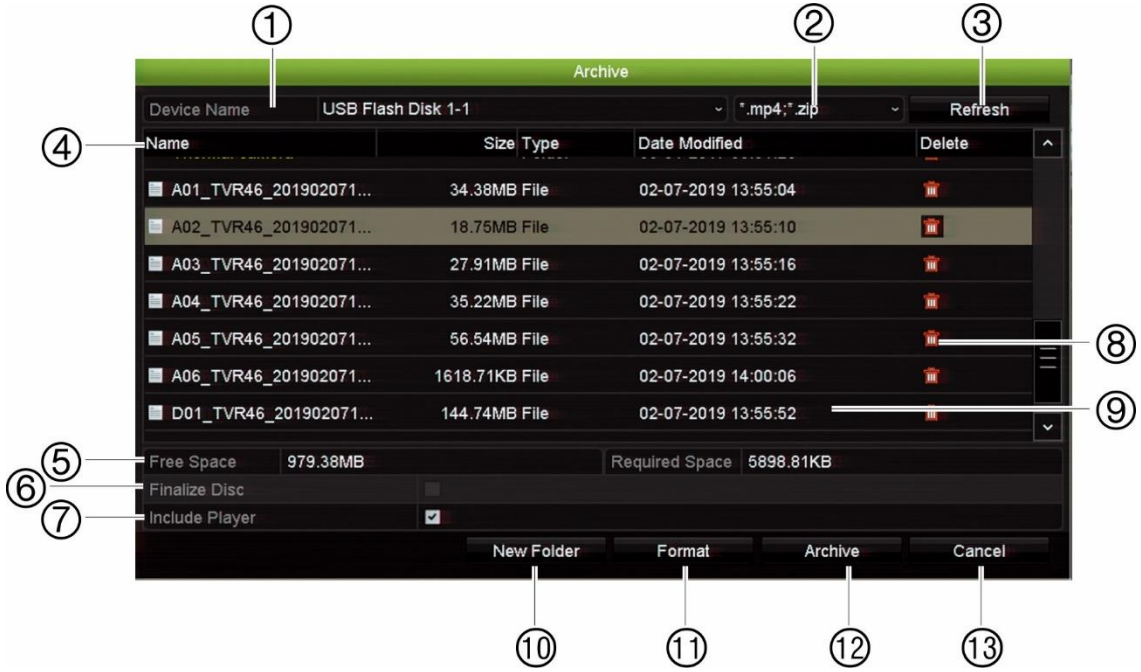 ① ② ③
Archive
Device Name USB Flash Disk 1-1 *.mp4;*.zip Refresh
④ Name Size Type Date Modified Delete
A01_TVR46_201902071... 34.38MB File 02-07-2019 13:55:04
A02_TVR46_201902071... 18.75MB File 02-07-2019 13:55:10
A03_TVR46_201902071... 27.91MB File 02-07-2019 13:55:16
A04_TVR46_201902071... 35.22MB File 02-07-2019 13:55:22
A05_TVR46_201902071... 56.54MB File 02-07-2019 13:55:32 ⑧
A06_TVR46_201902071... 1618.71KB File 02-07-2019 14:00:06
D01_TVR46_201902071... 144.74MB File 02-07-2019 13:55:52 ⑨
⑤ Free Space 979.38MB Required Space 5898.81KB
⑥ Finalize Disc
⑦ Include Player
New Folder Format Archive Cancel
⑩ ⑪ ⑫ ⑬